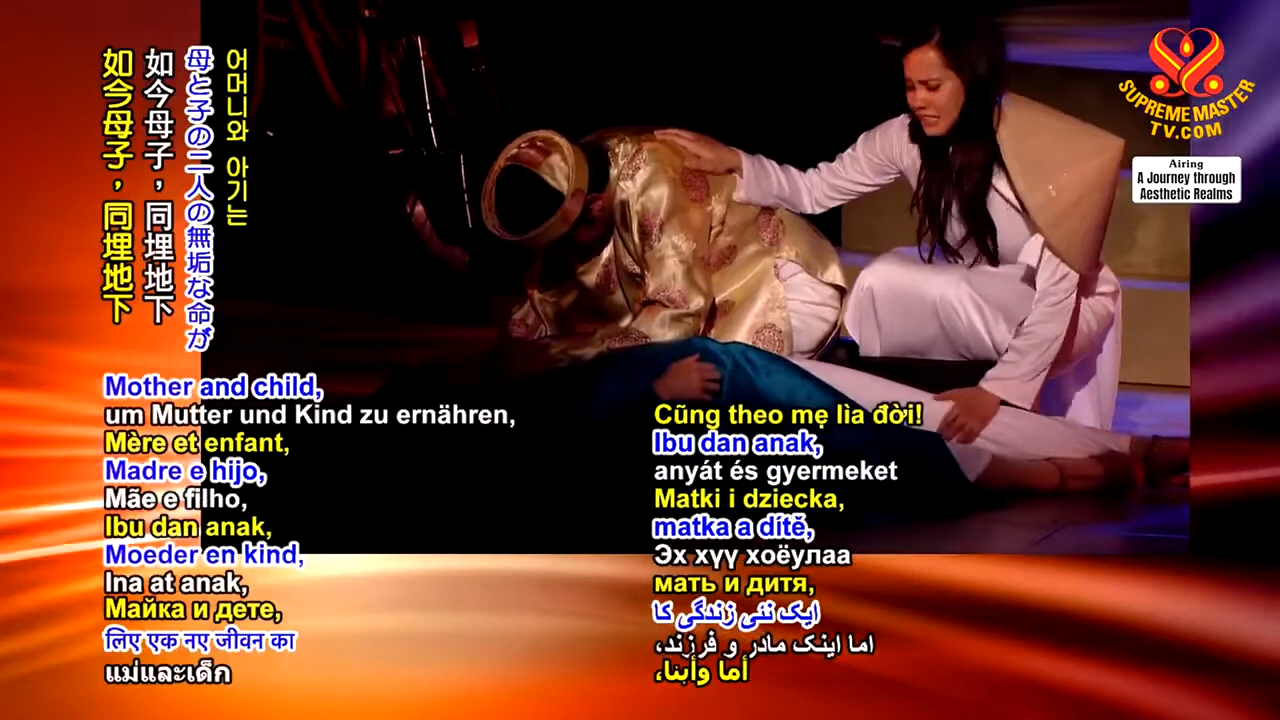 어머니와 아기는
母と子の二人の無垢な命が
如今母子，同埋地下
如今母子，同埋地下
SUPREME MASTER
TV.COM
Airing
A Journey through
Aesthetic Realms
Mother and child,
um Mutter und Kind zu ernähren,
Mère et enfant,
Madre e hijo,
Mãe e filho,
Ibu dan anak,
Moeder en kind,
Ina at anak,
Майка и дете,
लिए एक नए जीवन का
แม่และเด็ก
Cũng theo mẹ lìa đời!
Ibu dan anak,
anyát és gyermeket
Matki i dziecka,
matka a dítě,
Эх хүү хоёулаа
мать и дитя,
ایک ننی زندگی کا
اما اینک مادر و فرزند،
أما وأبنا،